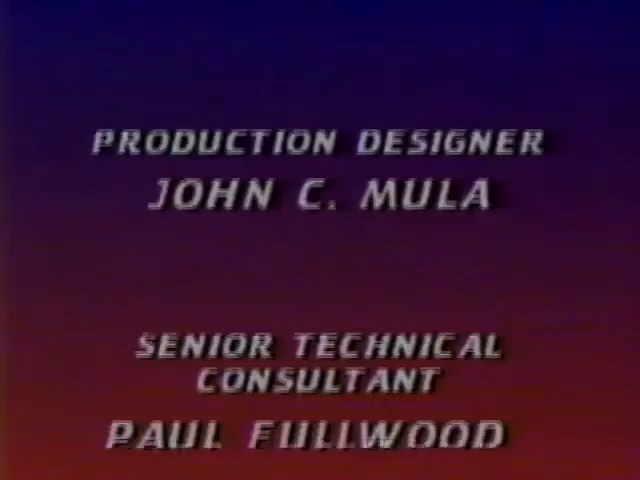 PRODUCTION DESIGNER
JOHN C. MULA
SENIOR TECHNICAL
CONSULTANT
PAUL FULLWOOD